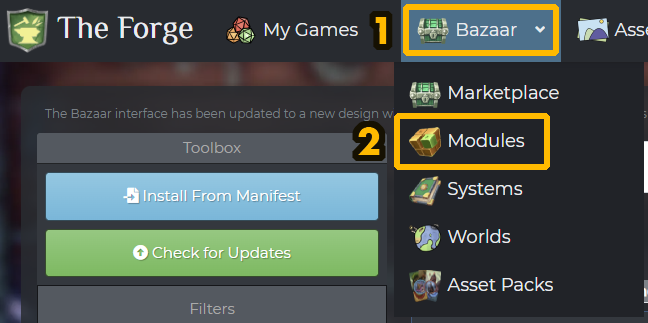 The Forge
My Games
1
Bazaar
Asse
Marketplace
The Bazaar interface has been updated to a new design w
2
Modules
Toolbox
Install From Manifest
Systems
Check for Updates
Worlds
Asset Packs
Filters